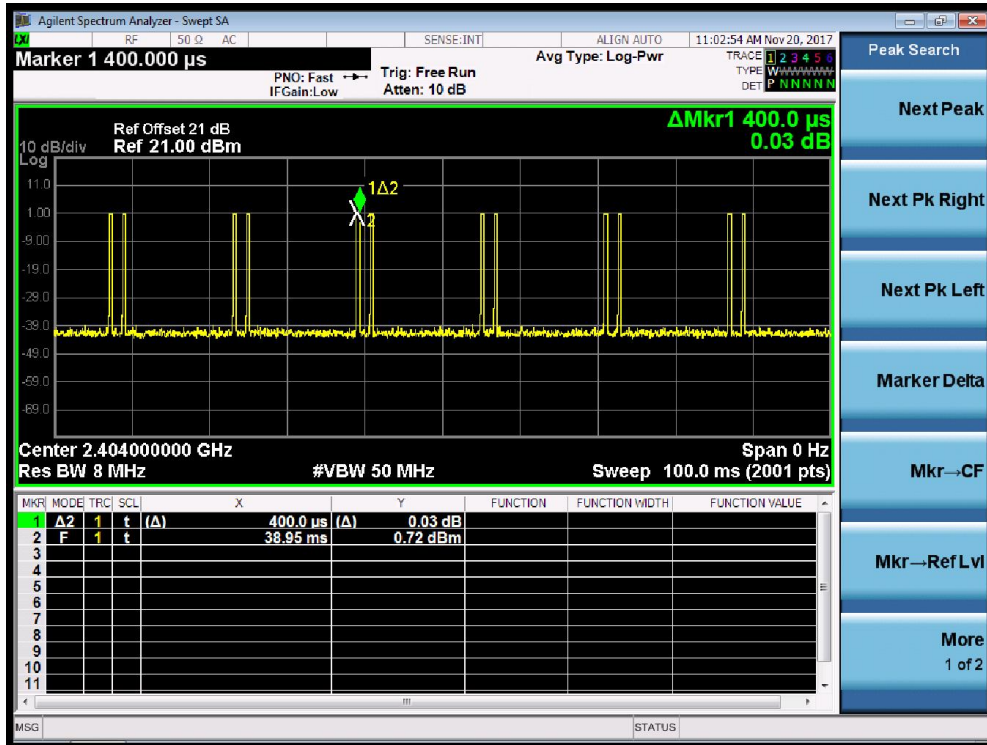 Agilent Spectrum Analyzer - Swept SA
LXI RF 50 Ω AC SENSE:INT ALIGN AUTO 11:02:54 AM Nov 20, 2017
Marker 1 400.000 µs
PNO: Fast
IFGain:Low
Trig: Free Run
Atten: 10 dB
Avg Type: Log-Pwr
TRACE 1 2 3 4 5 6
TYPE WWWWWW
DET P N N N N N
Peak Search
Next Peak
Next Pk Right
Next Pk Left
Marker Delta
Mkr→CF
Mkr→Ref Lvl
More
1 of 2
ΔMkr1 400.0 µs
0.03 dB
Ref Offset 21 dB
10 dB/div Ref 21.00 dBm
Log
11.0
1.00
-9.00
-19.0
-29.0
-39.0
-49.0
-59.0
-69.0
1Δ2
2
Center 2.404000000 GHz Span 0 Hz
Res BW 8 MHz #VBW 50 MHz Sweep 100.0 ms (2001 pts)
MKR MODE TRC SCL X Y FUNCTION FUNCTION WIDTH FUNCTION VALUE
1 Δ2 1 t (Δ) 400.0 µs (Δ) 0.03 dB
2 F 1 t 38.95 ms 0.72 dBm
3
4
5
6
7
8
9
10
11
MSG STATUS